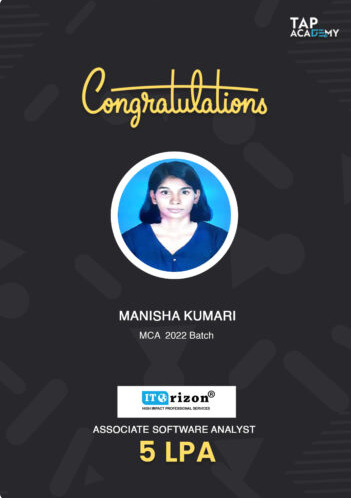 TAP
ACADEMY
Congratulations
MANISHA KUMARI
MCA 2022 Batch
ITOrizon®
HIGH IMPACT PROFESSIONAL SERVICES
ASSOCIATE SOFTWARE ANALYST
5 LPA